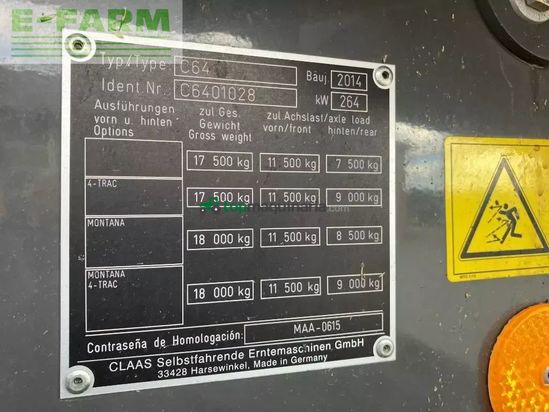 E-FARM
Typ/Type C64 Bauj. 2014
Ident.Nr. C6401028 kW 264
Ausführungen vorn u. hinten Options
zul.Ges. Gewicht Gross weight
zul.Achslast/axle load
vorn/front hinten/rear
17 500 kg 11 500 kg 7 500 kg
4-TRAC
17 500 kg 11 500 kg 9 000 kg
topmaquinaria.com
MONTANA
18 000 kg 11 500 kg 8 500 kg
MONTANA
4-TRAC
18 000 kg 11 500 kg 9 000 kg
Contraseña de Homologación: MAA-0615
CLAAS Selbstfahrende Erntemaschinen GmbH
33428 Harsewinkel, Made in Germany